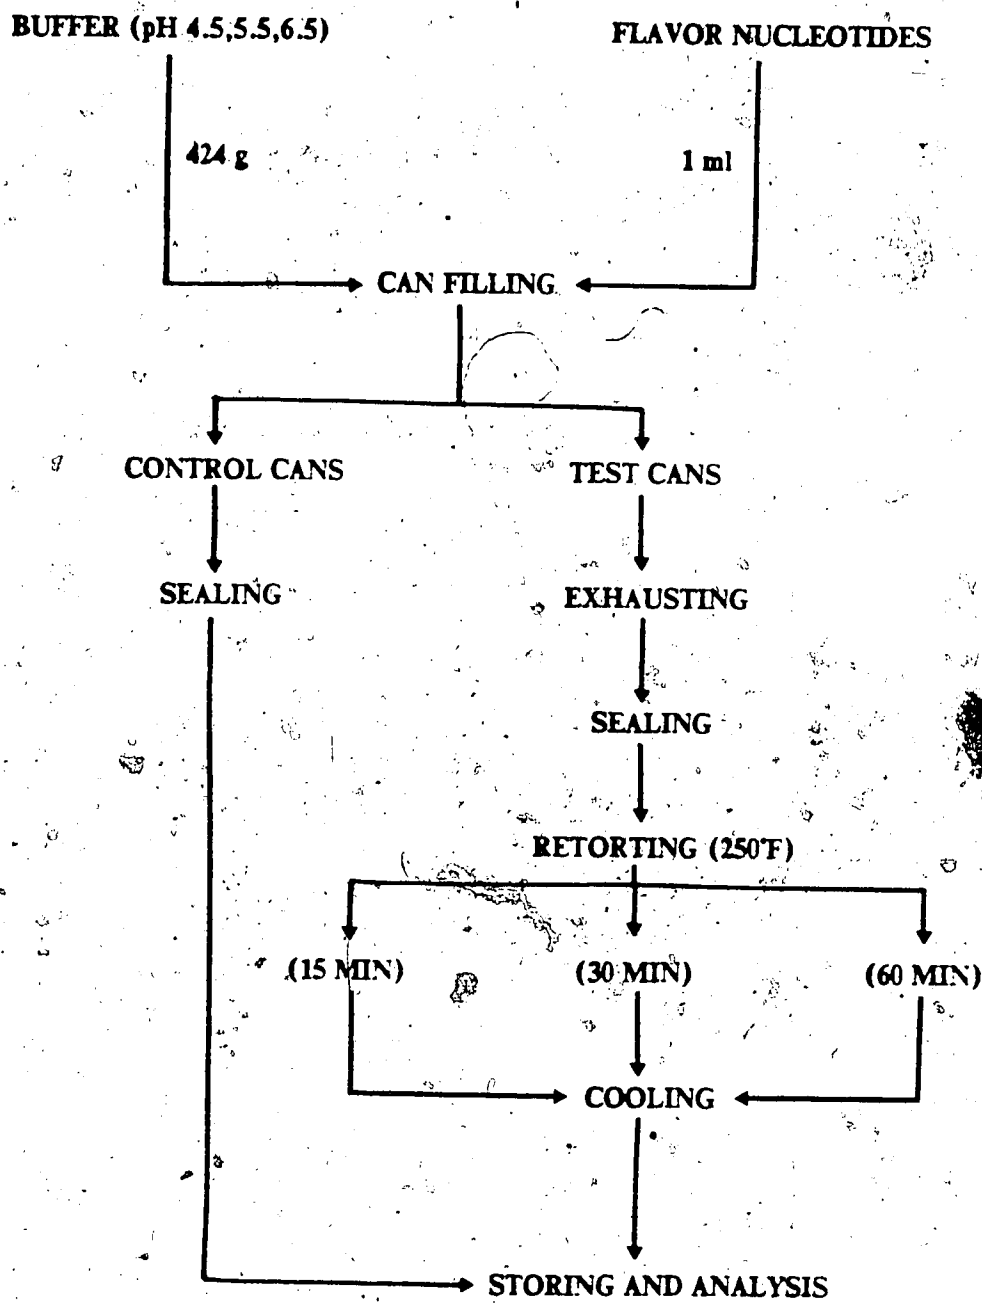 BUFFER (pH 4.5,5.5,6.5)
FLAVOR NUCLEOTIDES
424 g
1 ml
CAN FILLING
CONTROL CANS
TEST CANS
SEALING
EXHAUSTING
SEALING
RETORTING (250°F)
(15 MIN)
(30 MIN)
(60 MIN)
COOLING
STORING AND ANALYSIS